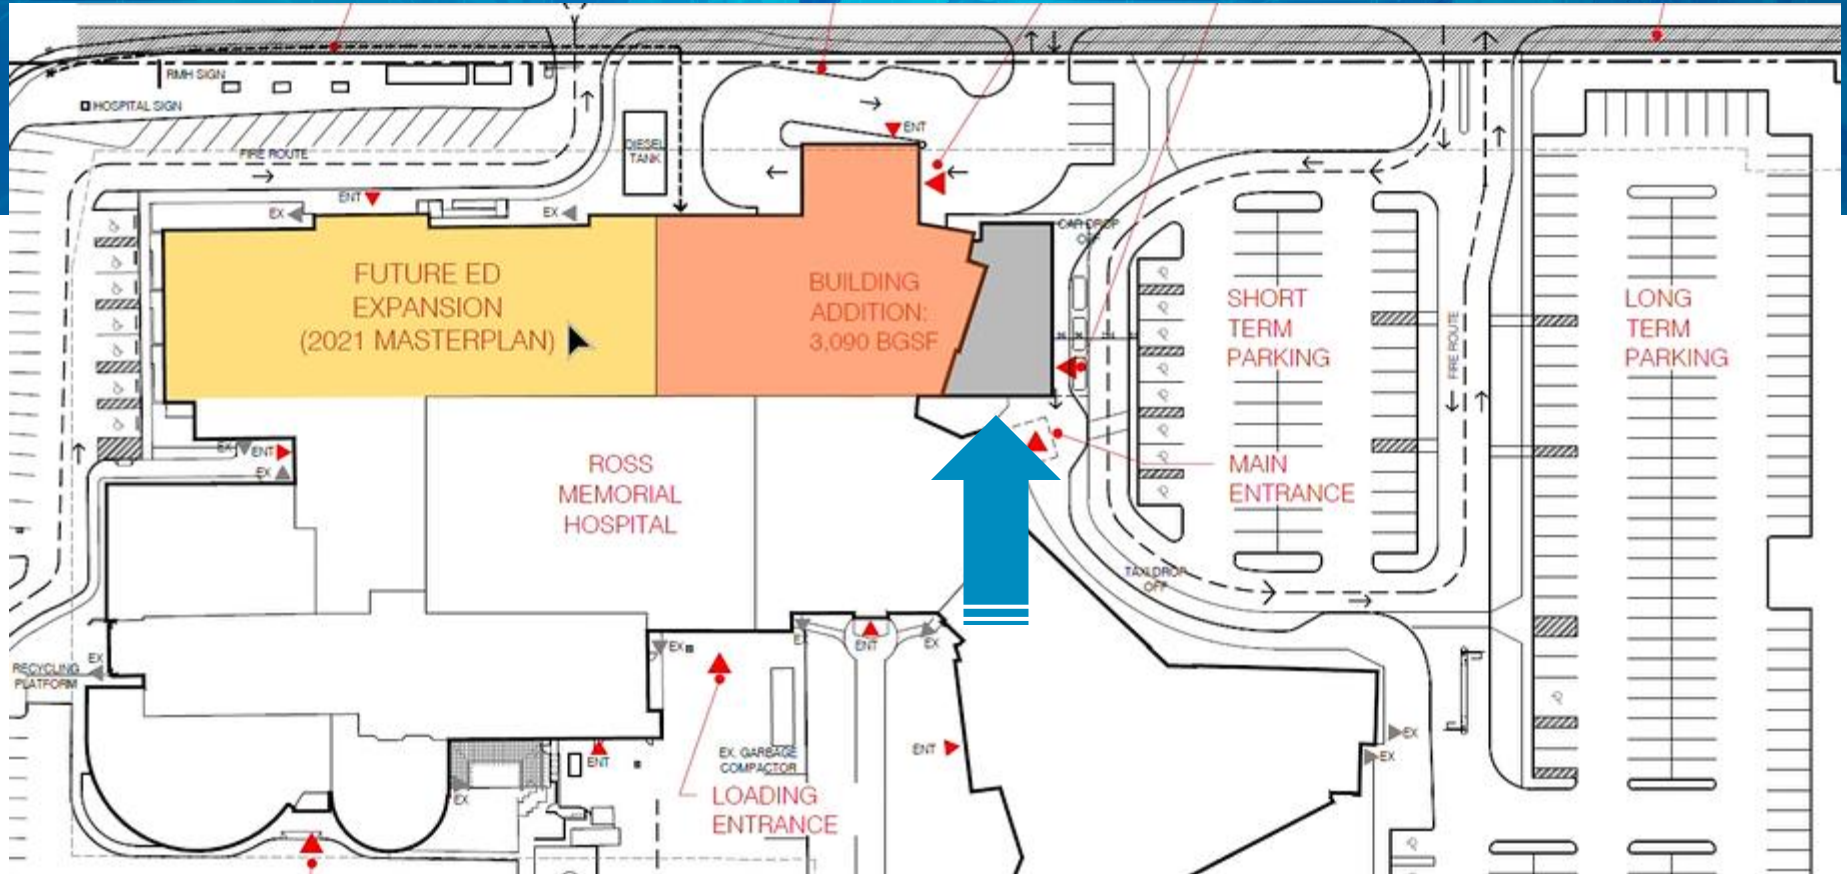 RMH SIGN
HOSPITAL SIGN
FIRE ROUTE
DIESEL
TANK
ENT
ENT
EX
EX
CAR DROP
OFF
FUTURE ED
EXPANSION
(2021 MASTERPLAN)
BUILDING
ADDITION:
3,090 BGSF
SHORT
TERM
PARKING
FIRE ROUTE
LONG
TERM
PARKING
EX
ENT
EX
ROSS
MEMORIAL
HOSPITAL
MAIN
ENTRANCE
TAXI DROP
OFF
EX
ENT
EX
EX
EX
RECYCLING
PLATFORM
ENT
EX
EX
ENT
EX. GARBAGE
COMPACTOR
EX
LOADING
ENTRANCE